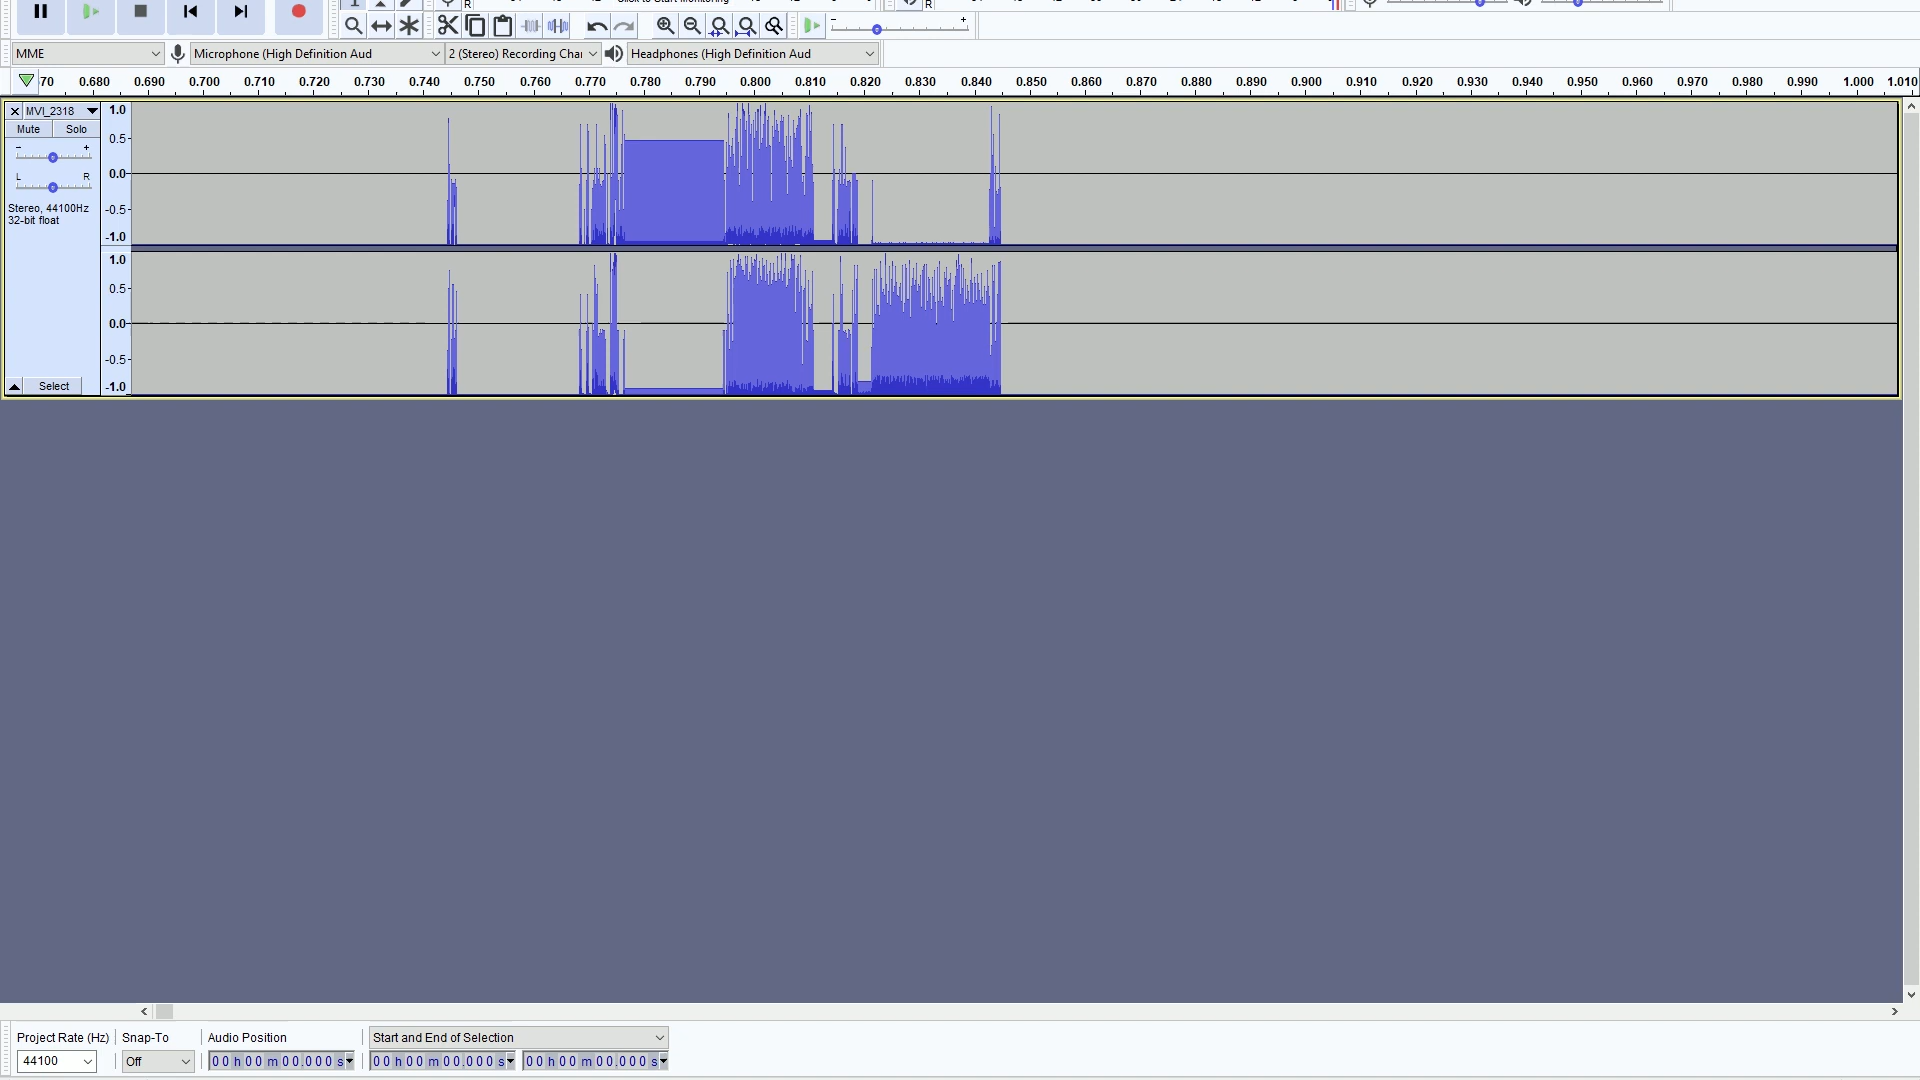 R
Click to Start Monitoring
R
MME
Microphone (High Definition Aud
2 (Stereo) Recording Chai
Headphones (High Definition Aud
70 0.680 0.690 0.700 0.710 0.720 0.730 0.740 0.750 0.760 0.770 0.780 0.790 0.800 0.810 0.820 0.830 0.840 0.850 0.860 0.870 0.880 0.890 0.900 0.910 0.920 0.930 0.940 0.950 0.960 0.970 0.980 0.990 1.000 1.010
MVI_2318
Mute Solo
- +
L R
Stereo, 44100Hz
32-bit float
Select
1.0
0.5
0.0
-0.5
-1.0
1.0
0.5
0.0
-0.5
-1.0
Project Rate (Hz) Snap-To Audio Position Start and End of Selection
44100 Off 00 h 00 m 00.000 s 00 h 00 m 00.000 s 00 h 00 m 00.000 s